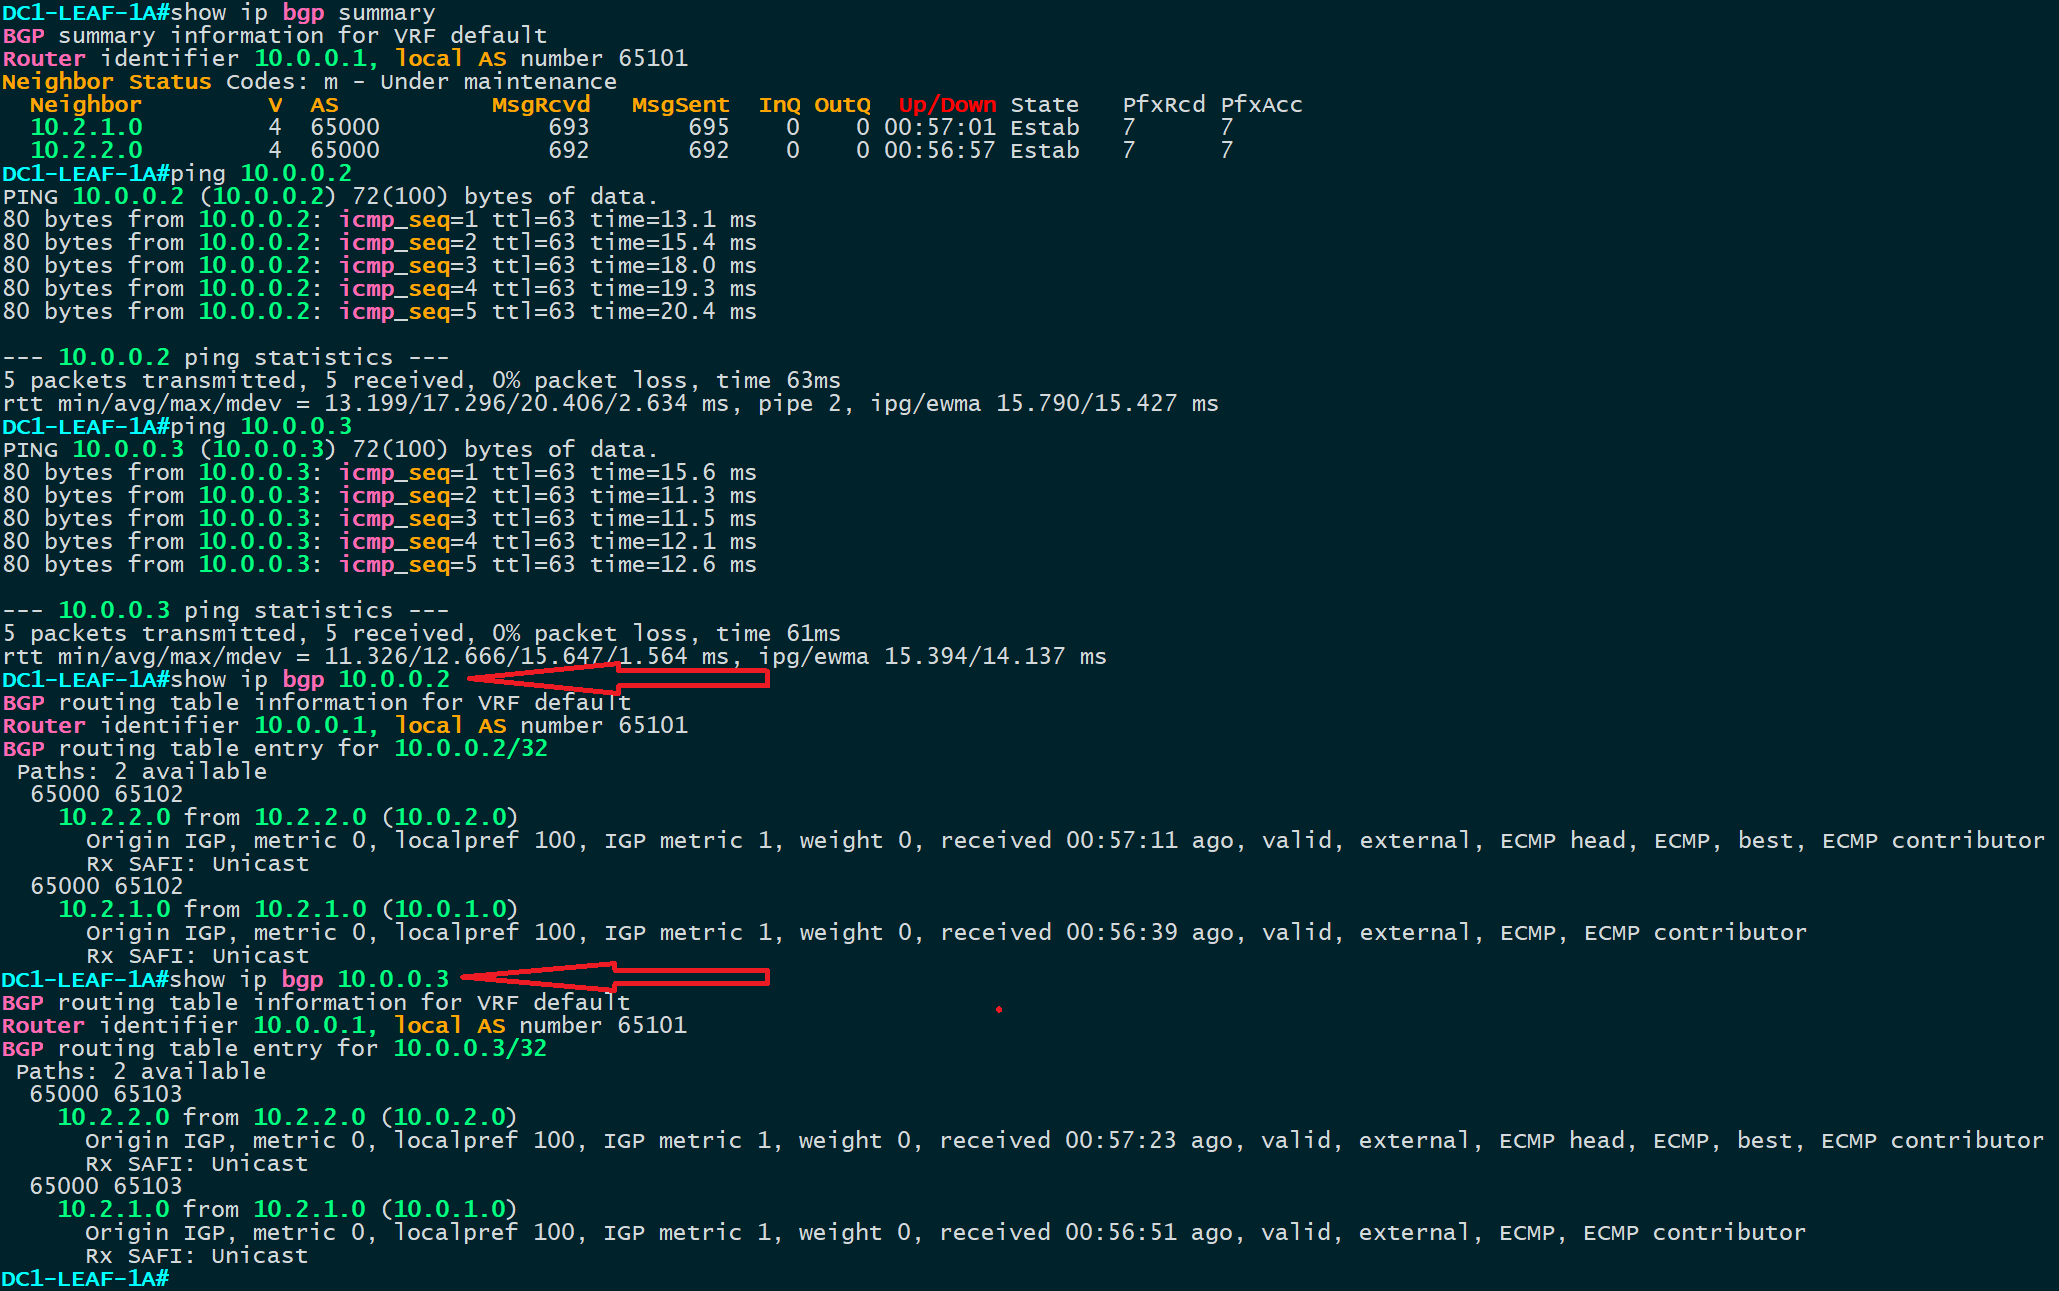 DC1-LEAF-1A#show ip bgp summary
BGP summary information for VRF default
Router identifier 10.0.0.1, local AS number 65101
Neighbor Status Codes: m - Under maintenance
  Neighbor         V  AS           MsgRcvd   MsgSent  InQ OutQ  Up/Down State   PfxRcd PfxAcc
  10.2.1.0         4  65000            693       695    0    0 00:57:01 Estab   7      7
  10.2.2.0         4  65000            692       692    0    0 00:56:57 Estab   7      7
DC1-LEAF-1A#ping 10.0.0.2
PING 10.0.0.2 (10.0.0.2) 72(100) bytes of data.
80 bytes from 10.0.0.2: icmp_seq=1 ttl=63 time=13.1 ms
80 bytes from 10.0.0.2: icmp_seq=2 ttl=63 time=15.4 ms
80 bytes from 10.0.0.2: icmp_seq=3 ttl=63 time=18.0 ms
80 bytes from 10.0.0.2: icmp_seq=4 ttl=63 time=19.3 ms
80 bytes from 10.0.0.2: icmp_seq=5 ttl=63 time=20.4 ms

--- 10.0.0.2 ping statistics ---
5 packets transmitted, 5 received, 0% packet loss, time 63ms
rtt min/avg/max/mdev = 13.199/17.296/20.406/2.634 ms, pipe 2, ipg/ewma 15.790/15.427 ms
DC1-LEAF-1A#ping 10.0.0.3
PING 10.0.0.3 (10.0.0.3) 72(100) bytes of data.
80 bytes from 10.0.0.3: icmp_seq=1 ttl=63 time=15.6 ms
80 bytes from 10.0.0.3: icmp_seq=2 ttl=63 time=11.3 ms
80 bytes from 10.0.0.3: icmp_seq=3 ttl=63 time=11.5 ms
80 bytes from 10.0.0.3: icmp_seq=4 ttl=63 time=12.1 ms
80 bytes from 10.0.0.3: icmp_seq=5 ttl=63 time=12.6 ms

--- 10.0.0.3 ping statistics ---
5 packets transmitted, 5 received, 0% packet loss, time 61ms
rtt min/avg/max/mdev = 11.326/12.666/15.647/1.564 ms, ipg/ewma 15.394/14.137 ms
DC1-LEAF-1A#show ip bgp 10.0.0.2
BGP routing table information for VRF default
Router identifier 10.0.0.1, local AS number 65101
BGP routing table entry for 10.0.0.2/32
 Paths: 2 available
  65000 65102
    10.2.2.0 from 10.2.2.0 (10.0.2.0)
      Origin IGP, metric 0, localpref 100, IGP metric 1, weight 0, received 00:57:11 ago, valid, external, ECMP head, ECMP, best, ECMP contributor
      Rx SAFI: Unicast
  65000 65102
    10.2.1.0 from 10.2.1.0 (10.0.1.0)
      Origin IGP, metric 0, localpref 100, IGP metric 1, weight 0, received 00:56:39 ago, valid, external, ECMP, ECMP contributor
      Rx SAFI: Unicast
DC1-LEAF-1A#show ip bgp 10.0.0.3
BGP routing table information for VRF default
Router identifier 10.0.0.1, local AS number 65101
BGP routing table entry for 10.0.0.3/32
 Paths: 2 available
  65000 65103
    10.2.2.0 from 10.2.2.0 (10.0.2.0)
      Origin IGP, metric 0, localpref 100, IGP metric 1, weight 0, received 00:57:23 ago, valid, external, ECMP head, ECMP, best, ECMP contributor
      Rx SAFI: Unicast
  65000 65103
    10.2.1.0 from 10.2.1.0 (10.0.1.0)
      Origin IGP, metric 0, localpref 100, IGP metric 1, weight 0, received 00:56:51 ago, valid, external, ECMP, ECMP contributor
      Rx SAFI: Unicast
DC1-LEAF-1A#